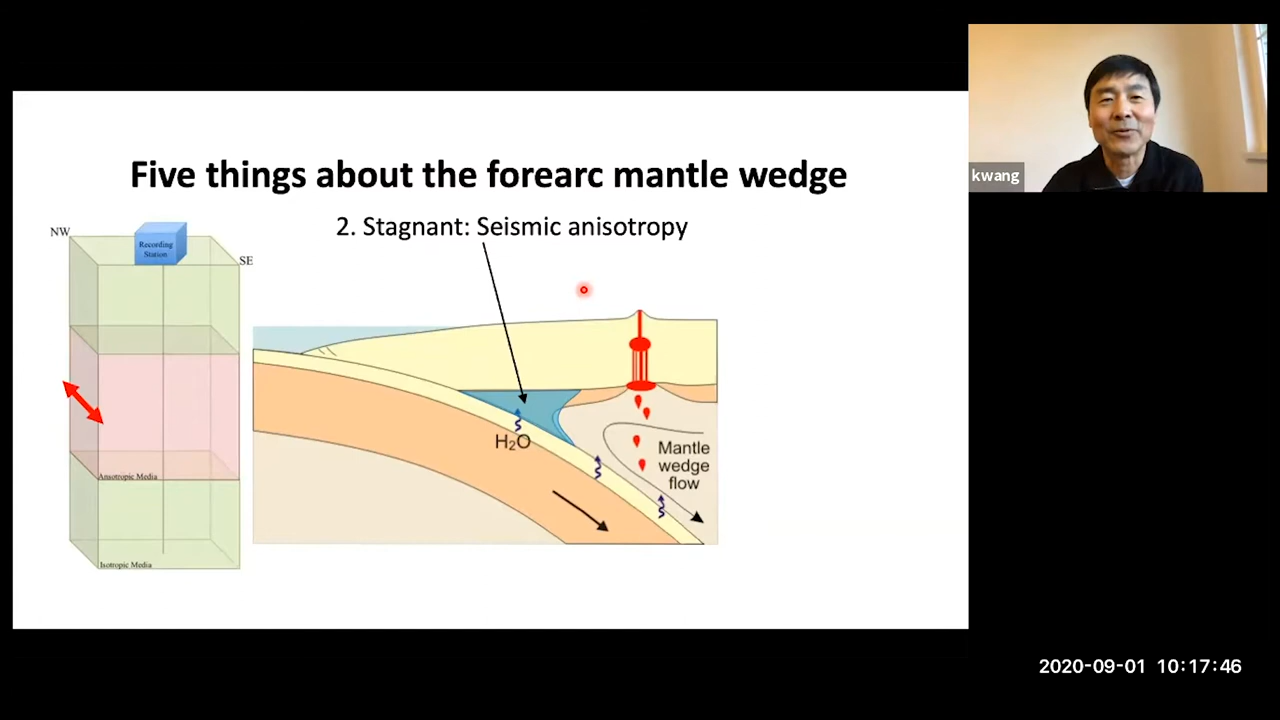 Five things about the forearc mantle wedge
2. Stagnant: Seismic anisotropy
NW
Recording
Station
SE
Anisotropic Media
Isotropic Media
H₂O
Mantle
wedge
flow
kwang
2020-09-01 10:17:46